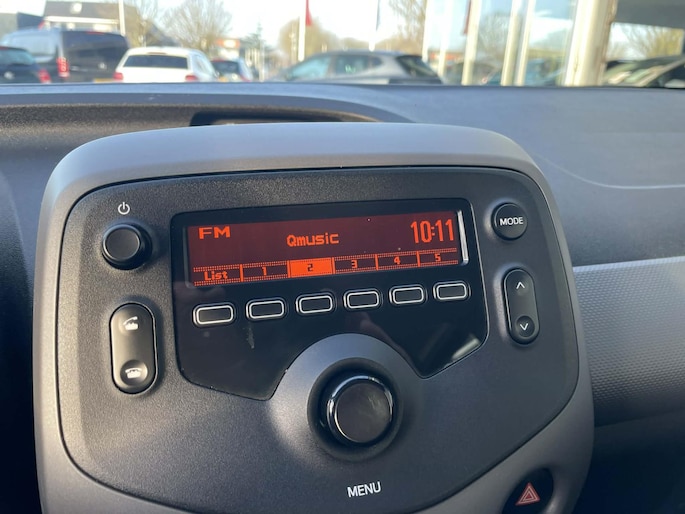 FM
Qmusic
10:11
MODE
List 1 2 3 4 5
MENU